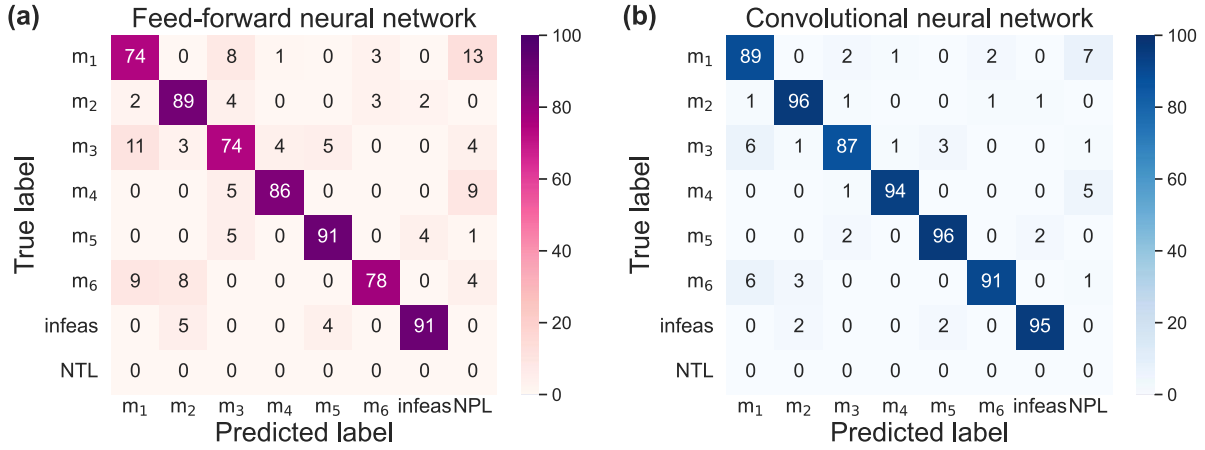 (a) Feed-forward neural network
True label
m₁ 74 0 8 1 0 3 0 13
m₂ 2 89 4 0 0 3 2 0
m₃ 11 3 74 4 5 0 0 4
m₄ 0 0 5 86 0 0 0 9
m₅ 0 0 5 0 91 0 4 1
m₆ 9 8 0 0 0 78 0 4
infeas 0 5 0 0 4 0 91 0
NTL 0 0 0 0 0 0 0 0
m₁ m₂ m₃ m₄ m₅ m₆ infeas NPL
Predicted label
100
80
60
40
20
0
(b) Convolutional neural network
True label
m₁ 89 0 2 1 0 2 0 7
m₂ 1 96 1 0 0 1 1 0
m₃ 6 1 87 1 3 0 0 1
m₄ 0 0 1 94 0 0 0 5
m₅ 0 0 2 0 96 0 2 0
m₆ 6 3 0 0 0 91 0 1
infeas 0 2 0 0 2 0 95 0
NTL 0 0 0 0 0 0 0 0
m₁ m₂ m₃ m₄ m₅ m₆ infeas NPL
Predicted label
100
80
60
40
20
0